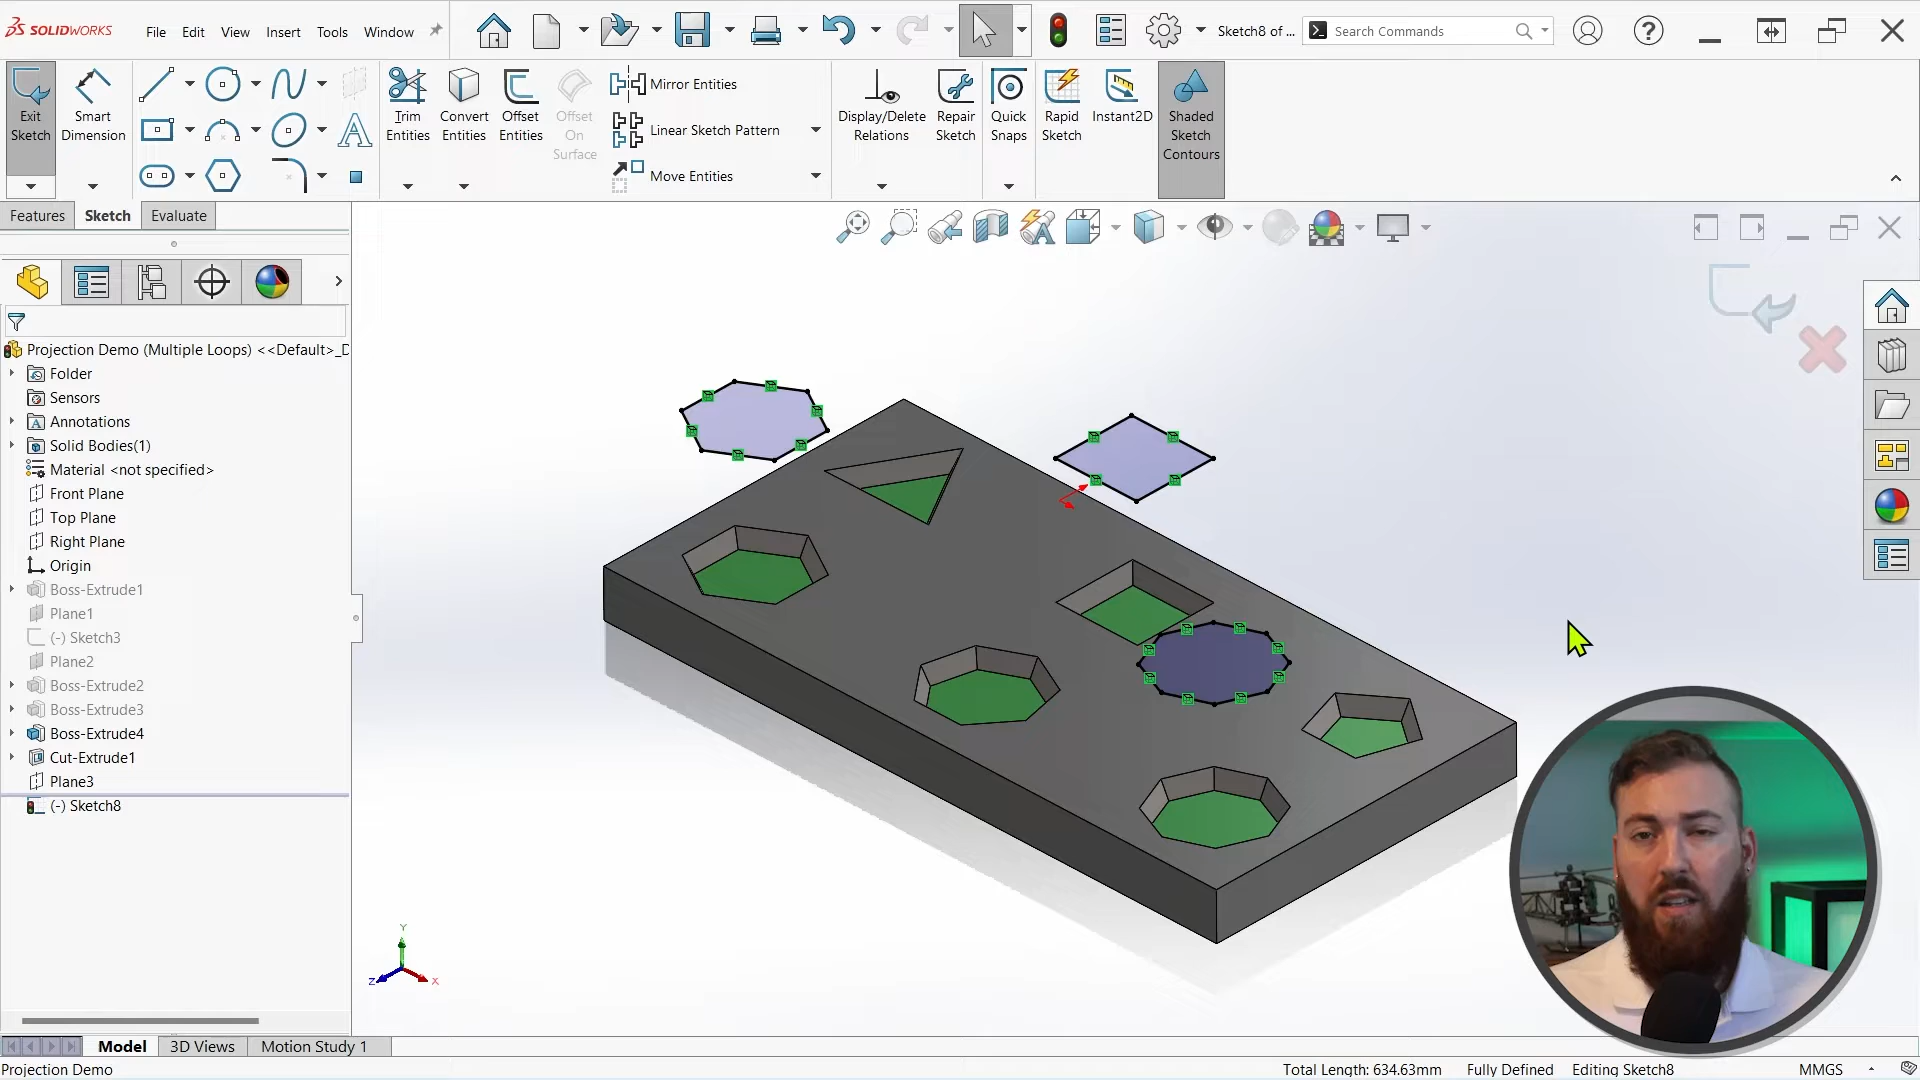 SOLIDWORKS
File Edit View Insert Tools Window
Sketch8 of ...
Search Commands
Exit Sketch
Smart Dimension
Trim Entities
Convert Entities
Offset Entities
Offset On Surface
Mirror Entities
Linear Sketch Pattern
Move Entities
Display/Delete Relations
Repair Sketch
Quick Snaps
Rapid Sketch
Instant2D
Shaded Sketch Contours
Features Sketch Evaluate
Projection Demo (Multiple Loops) <<Default>_D
Folder
Sensors
Annotations
Solid Bodies(1)
Material <not specified>
Front Plane
Top Plane
Right Plane
Origin
Boss-Extrude1
Plane1
(-) Sketch3
Plane2
Boss-Extrude2
Boss-Extrude3
Boss-Extrude4
Cut-Extrude1
Plane3
(-) Sketch8
Y
Z
X
Model 3D Views Motion Study 1
Projection Demo Total Length: 634.63mm Fully Defined Editing Sketch8 MMGS